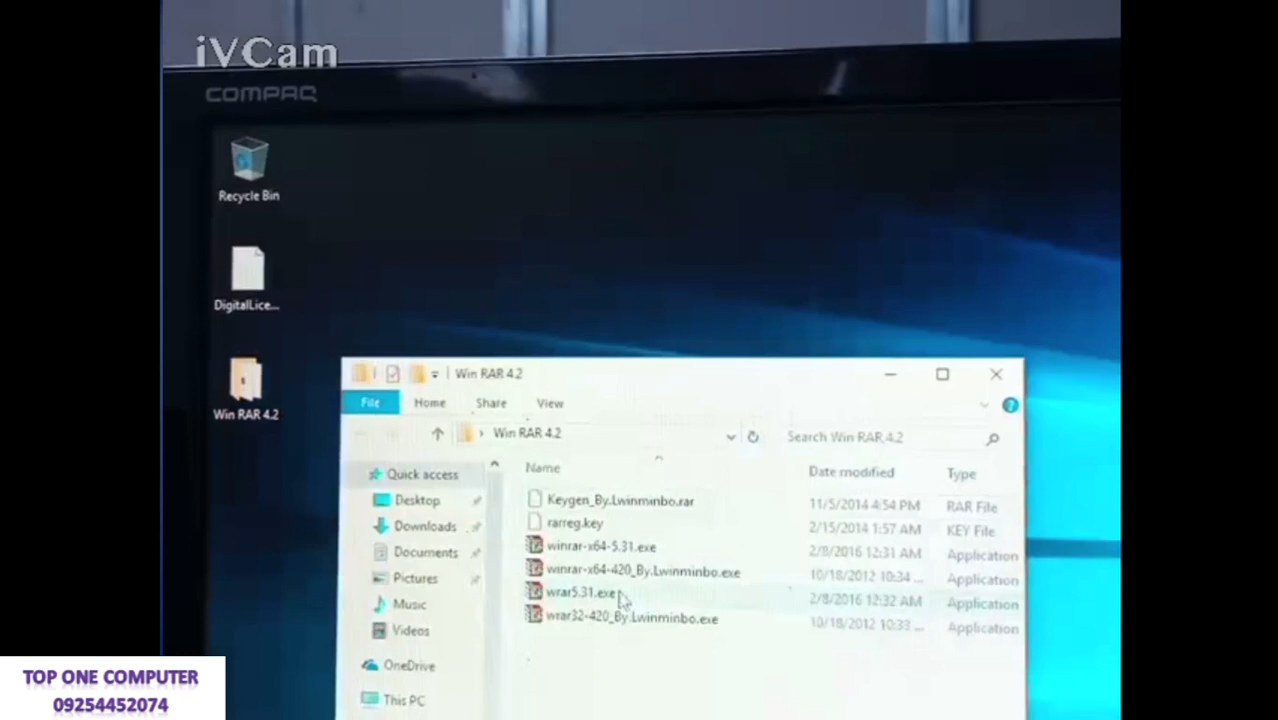 iVCam
COMPAQ
Recycle Bin
DigitalLice...
Win RAR 4.2
Win RAR 4.2
File Home Share View
Win RAR 4.2
Search Win RAR 4.2
Name Date modified Type
Quick access
Desktop
Downloads
Documents
Pictures
Music
Videos
OneDrive
This PC
Keygen_By.Lwinminbo.rar 11/5/2014 4:54 PM RAR File
rarreg.key 2/15/2014 1:57 AM KEY File
winrar-x64-5.31.exe 2/8/2016 12:31 AM Application
winrar-x64-420_By.Lwinminbo.exe 10/18/2012 10:34 ... Application
wrar5.31.exe 2/8/2016 12:32 AM Application
wrar32-420_By.Lwinminbo.exe 10/18/2012 10:33 ... Application
TOP ONE COMPUTER
09254452074